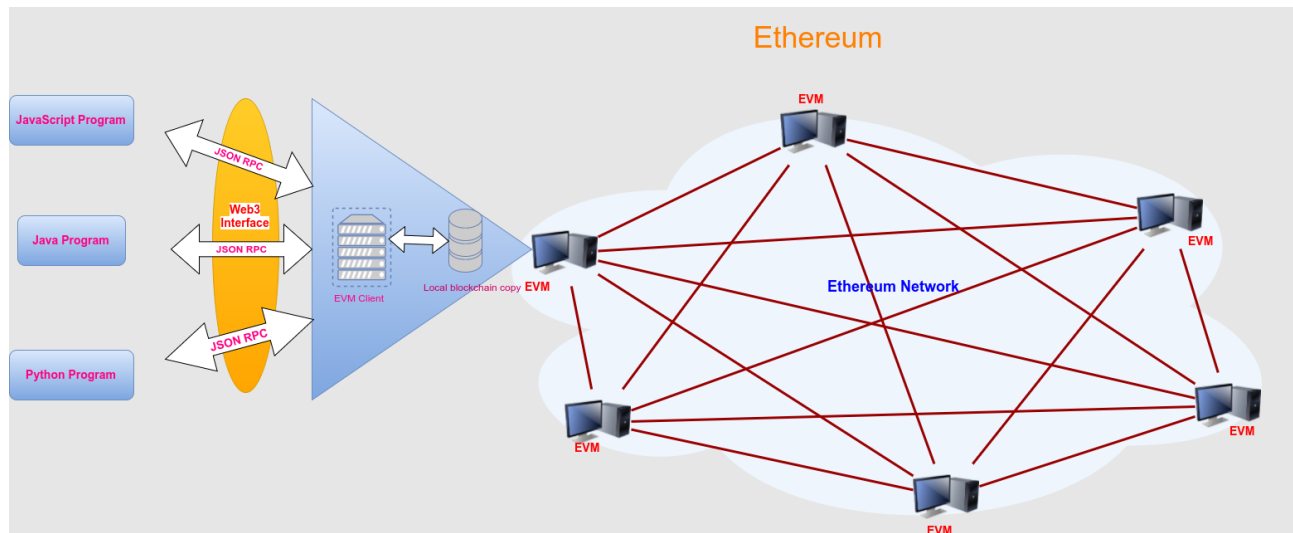 Ethereum
EVM
JavaScript Program
JSON RPC
Web3
Interface
EVM
Java Program
JSON RPC
EVM
Ethereum Network
EVM Client
Local blockchain copy
JSON RPC
Python Program
EVM
EVM
EVM